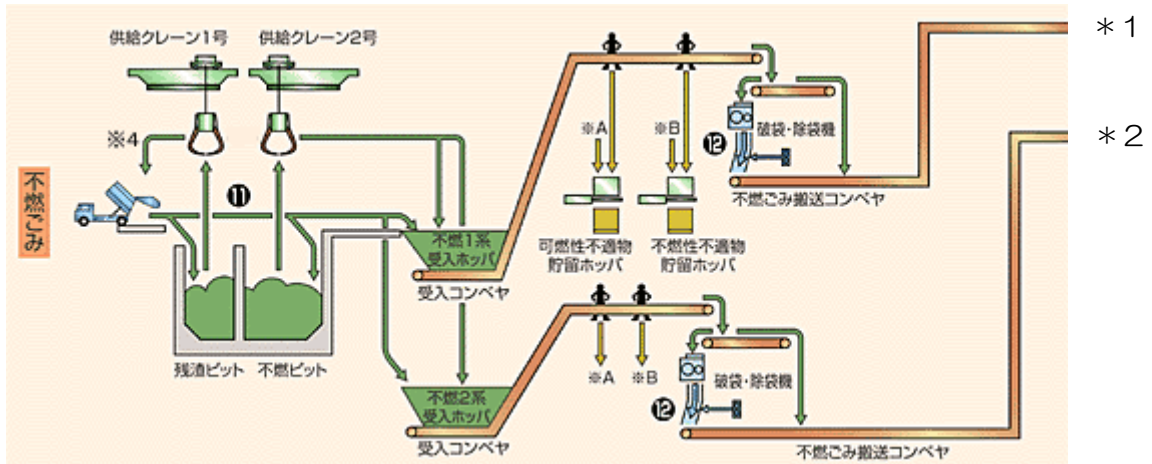 供給クレーン1号
供給クレーン2号
＊1
＊2
※4
不燃ごみ
⓫
不燃1系
受入ホッパ
受入コンベヤ
※A
※B
可燃性不適物
貯留ホッパ
不燃性不適物
貯留ホッパ
⓬
破袋・除袋機
不燃ごみ搬送コンベヤ
残渣ピット
不燃ピット
不燃2系
受入ホッパ
受入コンベヤ
※A
※B
⓬
破袋・除袋機
不燃ごみ搬送コンベヤ